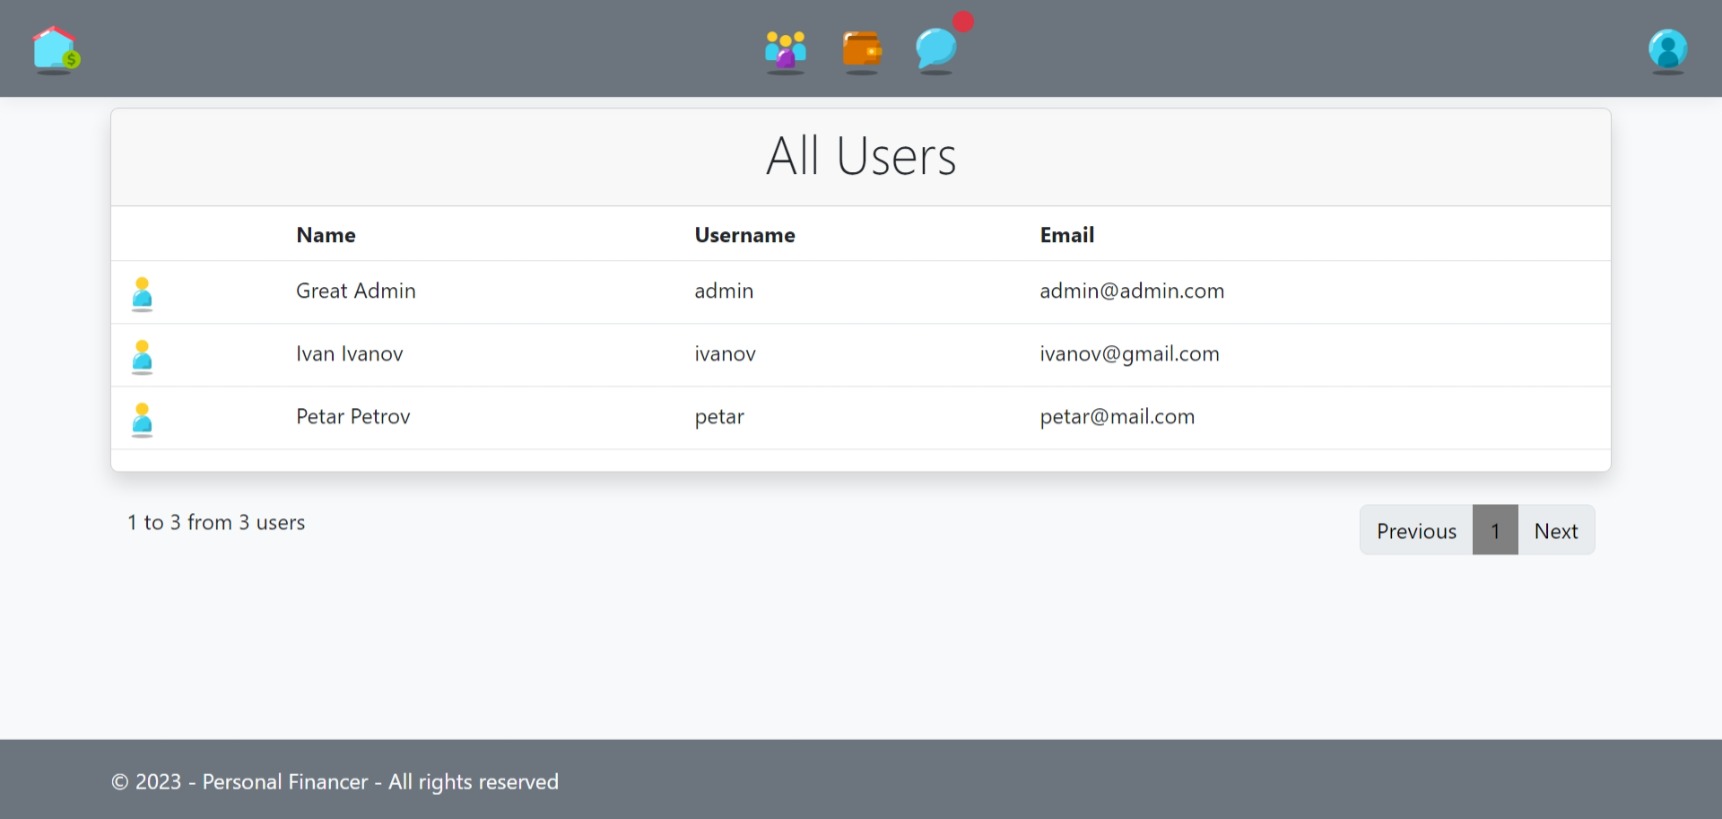 $
All Users
Name Username Email
Great Admin admin admin@admin.com
Ivan Ivanov ivanov ivanov@gmail.com
Petar Petrov petar petar@mail.com
1 to 3 from 3 users
Previous 1 Next
© 2023 - Personal Financer - All rights reserved